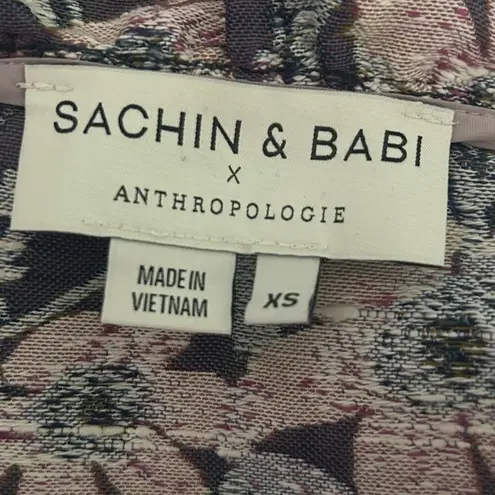 SACHIN & BABI
X
ANTHROPOLOGIE
MADE IN
VIETNAM
XS